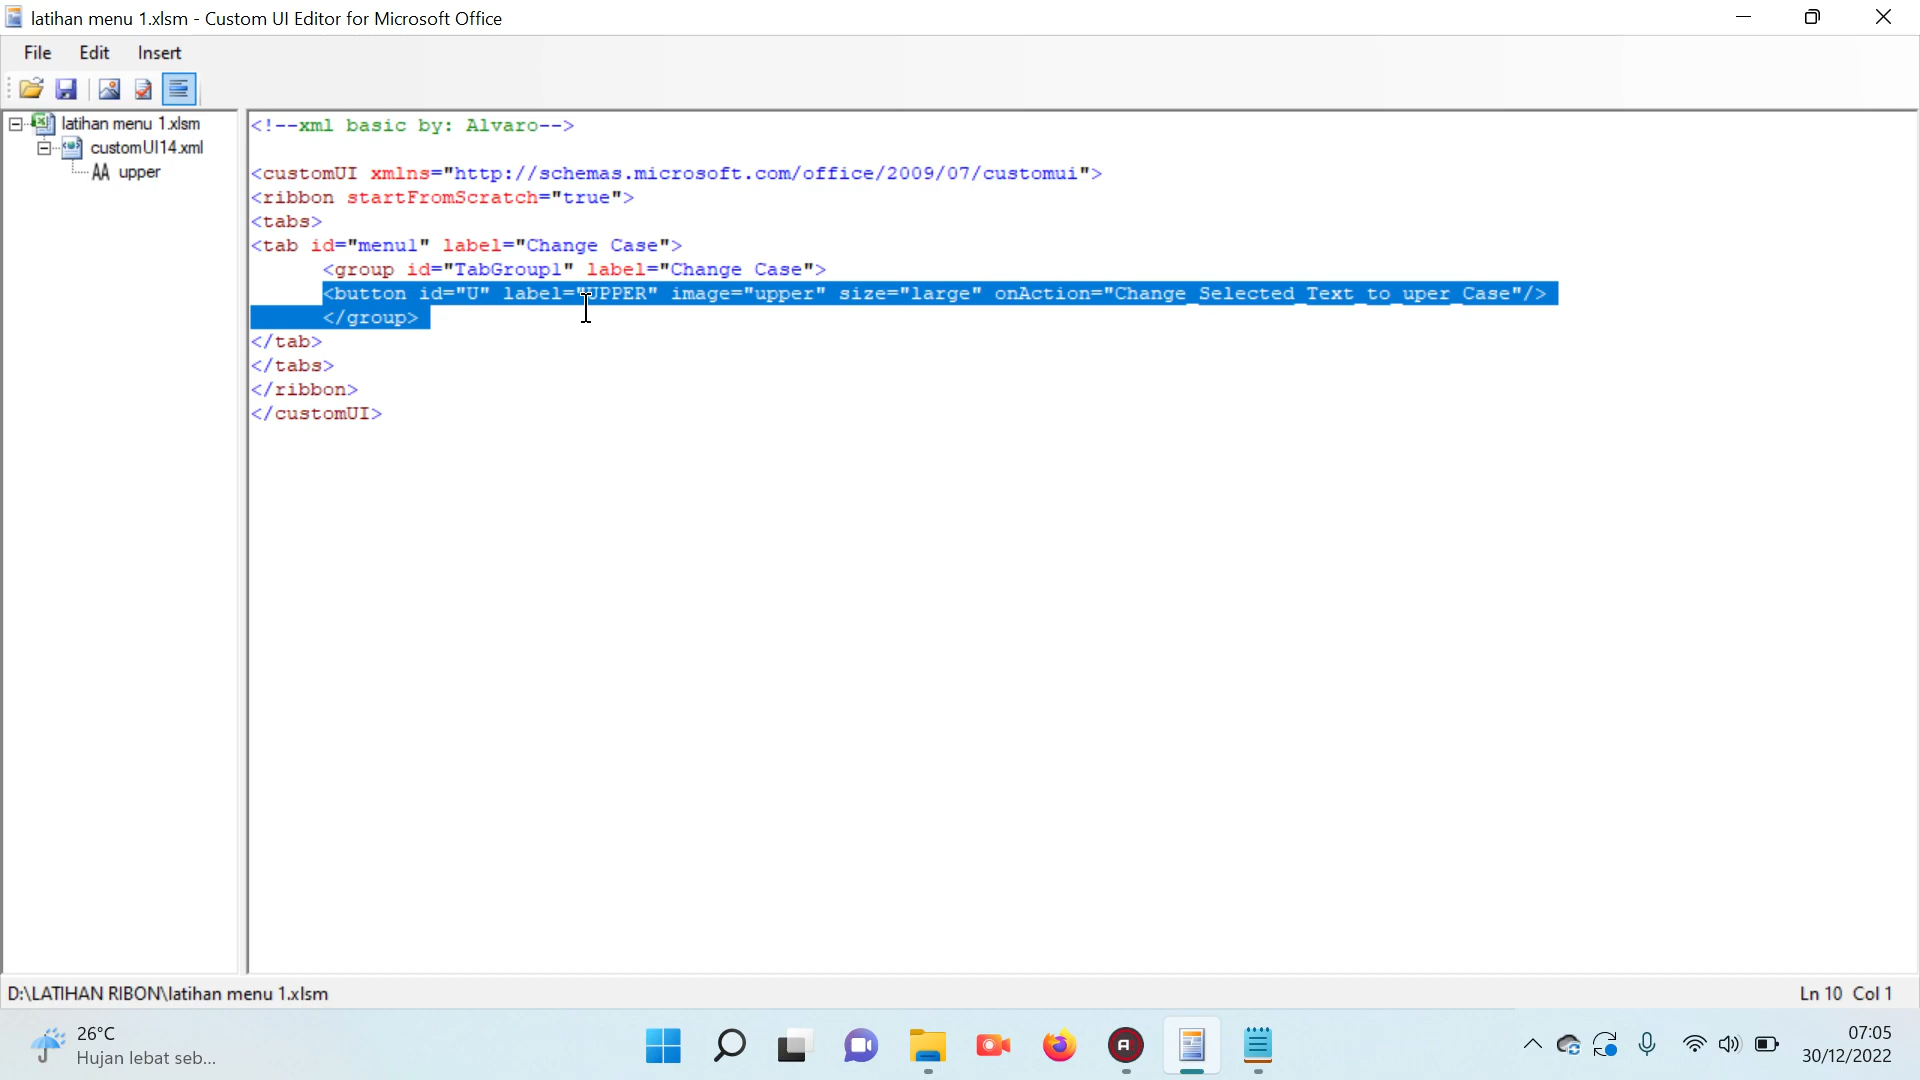 latihan menu 1.xlsm - Custom UI Editor for Microsoft Office
File Edit Insert
latihan menu 1.xlsm
customUI14.xml
AA upper
<!--xml basic by: Alvaro-->
<customUI xmlns="http://schemas.microsoft.com/office/2009/07/customui">
<ribbon startFromScratch="true">
<tabs>
<tab id="menu1" label="Change Case">
<group id="TabGroup1" label="Change Case">
<button id="U" label="UPPER" image="upper" size="large" onAction="Change_Selected_Text_to_uper_Case"/>
</group>
</tab>
</tabs>
</ribbon>
</customUI>
D:\LATIHAN RIBON\latihan menu 1.xlsm
Ln 10 Col 1
26°C
Hujan lebat seb...
07:05
30/12/2022